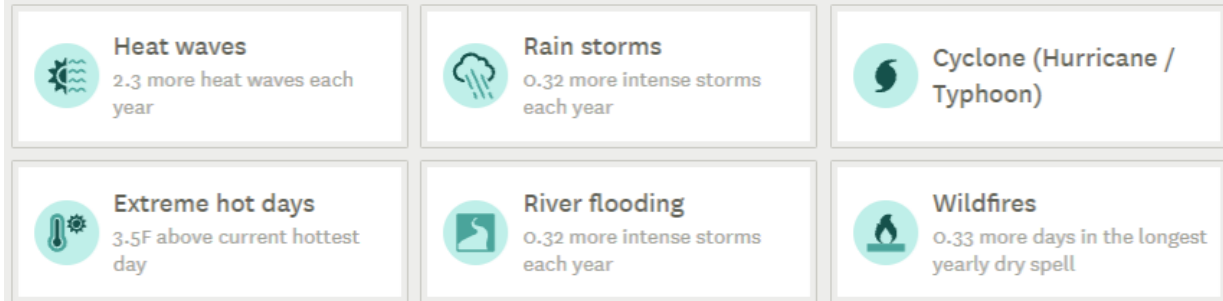 Heat waves
2.3 more heat waves each
year
Rain storms
0.32 more intense storms
each year
Cyclone (Hurricane /
Typhoon)
Extreme hot days
3.5F above current hottest
day
River flooding
0.32 more intense storms
each year
Wildfires
0.33 more days in the longest
yearly dry spell